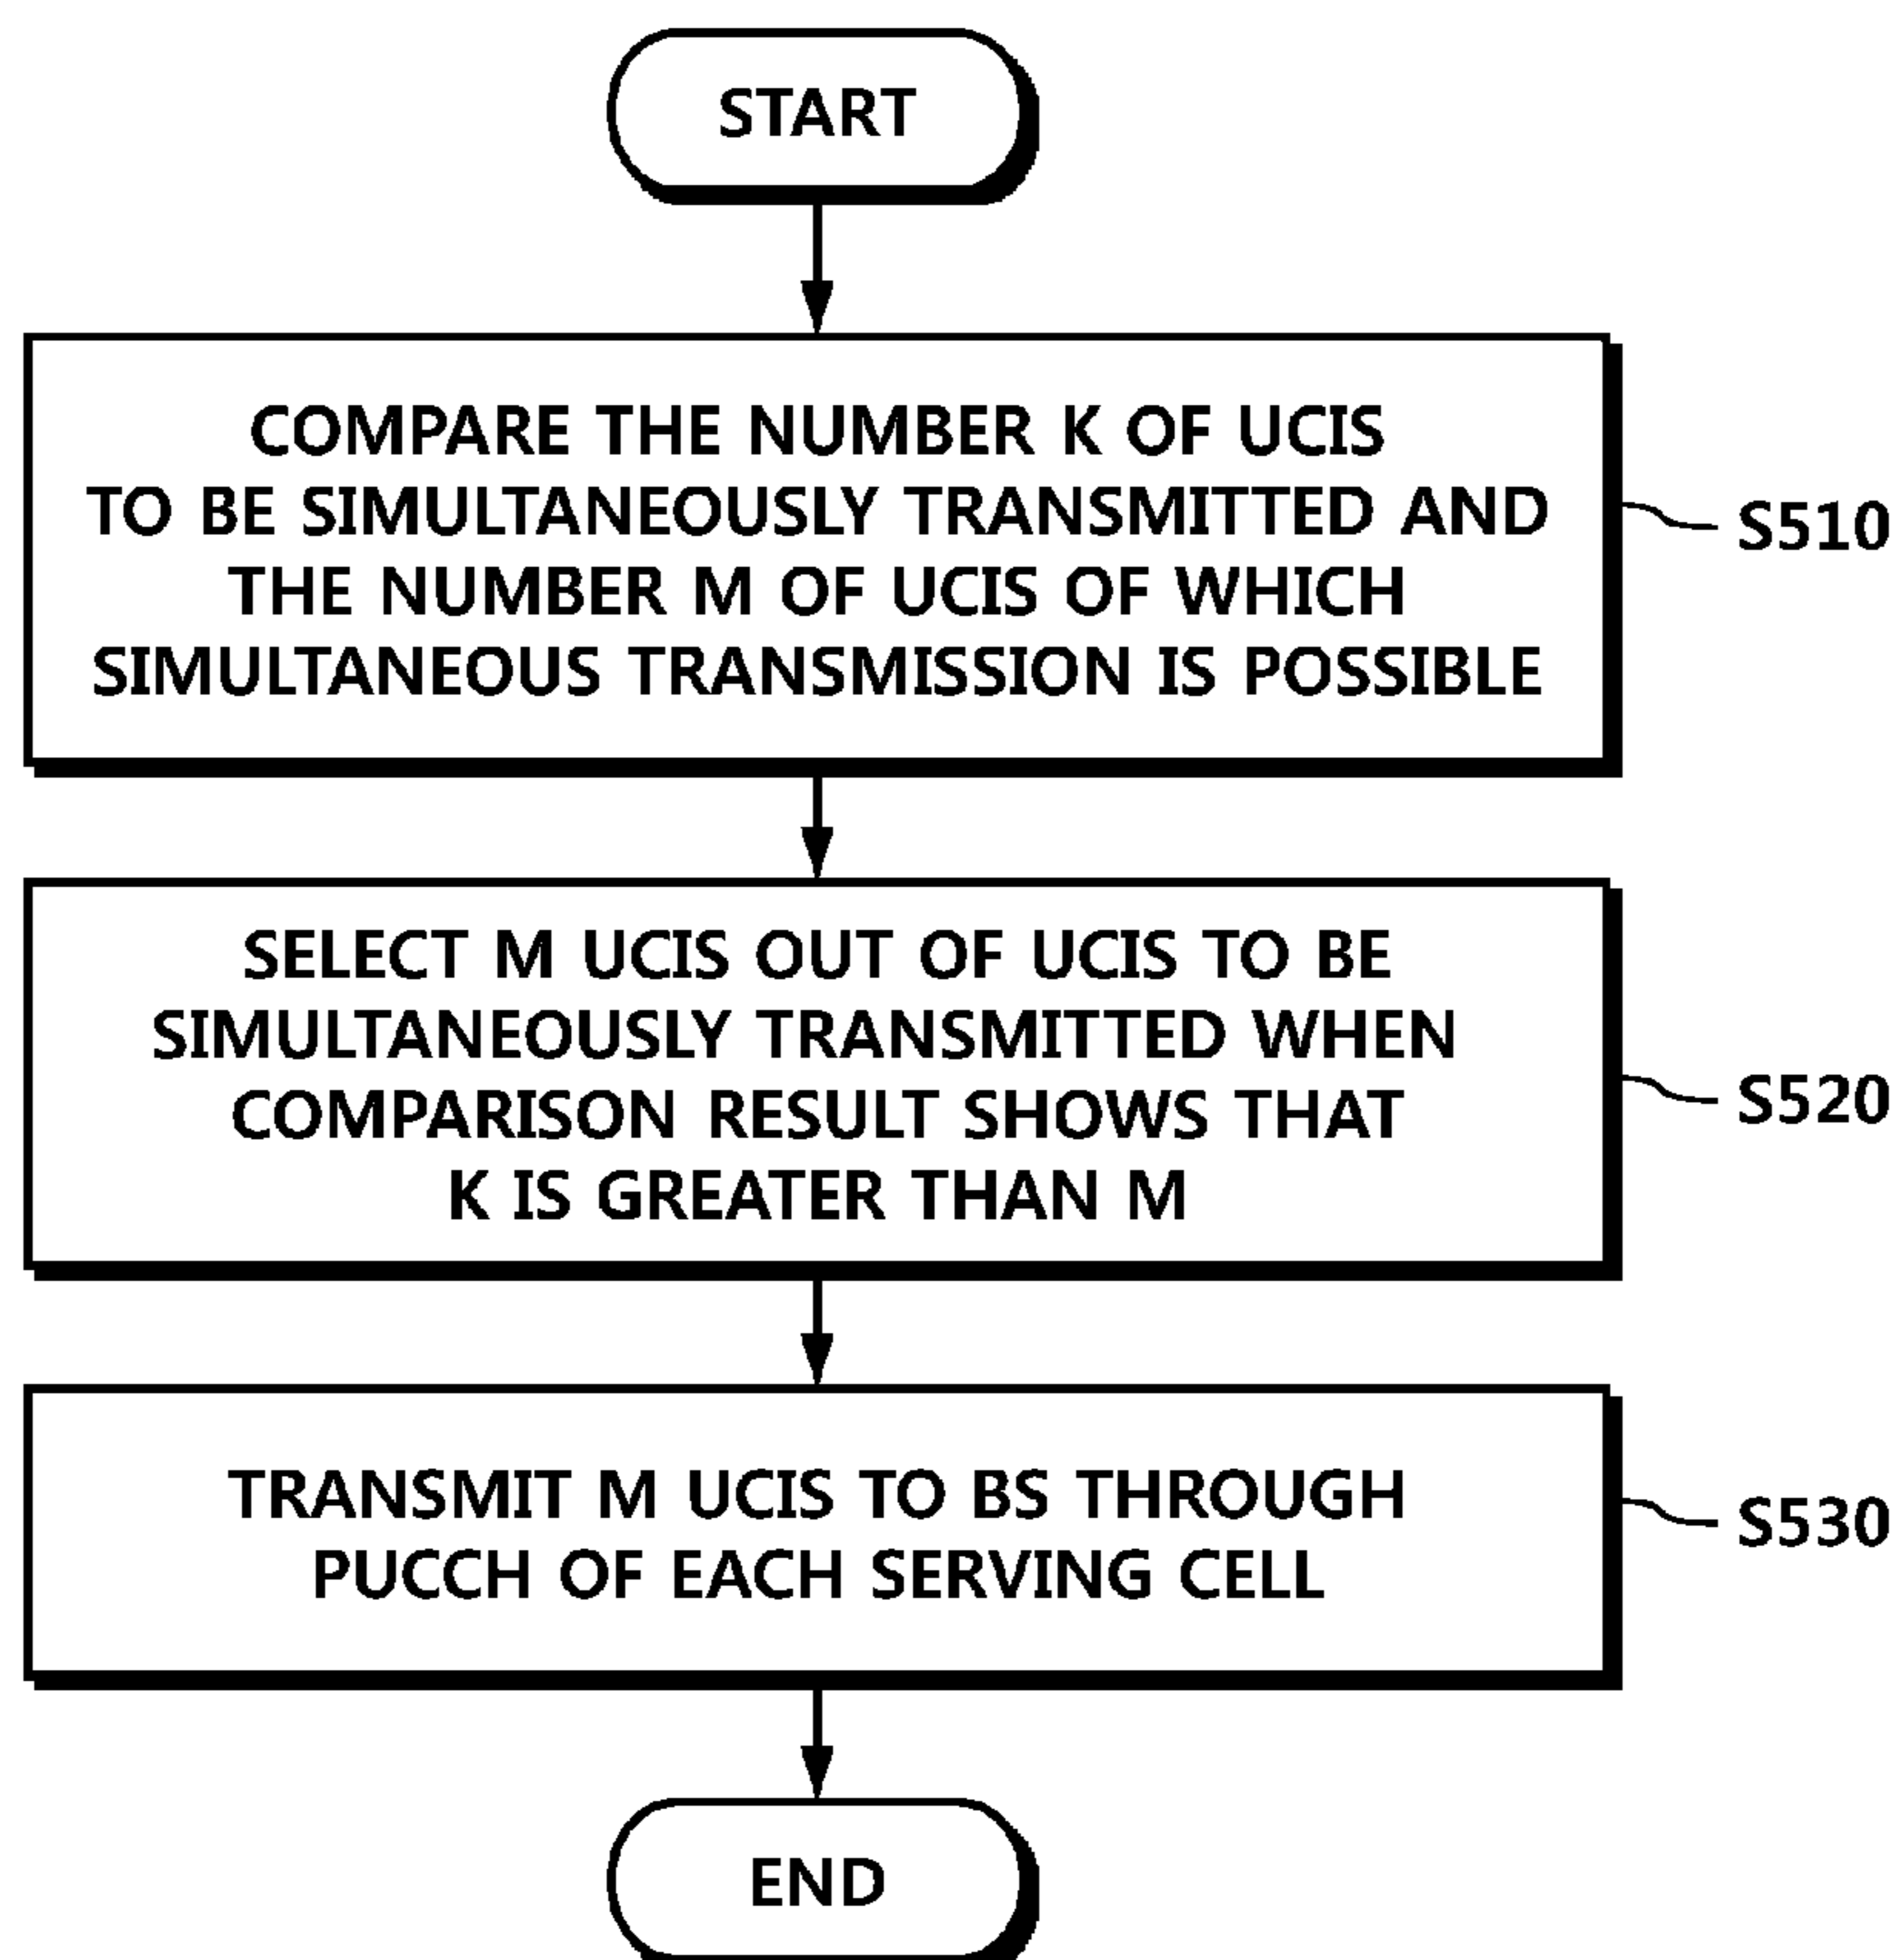 START
COMPARE THE NUMBER K OF UCIS
TO BE SIMULTANEOUSLY TRANSMITTED AND
THE NUMBER M OF UCIS OF WHICH
SIMULTANEOUS TRANSMISSION IS POSSIBLE
S510
SELECT M UCIS OUT OF UCIS TO BE
SIMULTANEOUSLY TRANSMITTED WHEN
COMPARISON RESULT SHOWS THAT
K IS GREATER THAN M
S520
TRANSMIT M UCIS TO BS THROUGH
PUCCH OF EACH SERVING CELL
S530
END